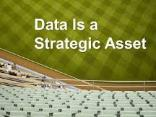 Data Is a
Strategic Asset